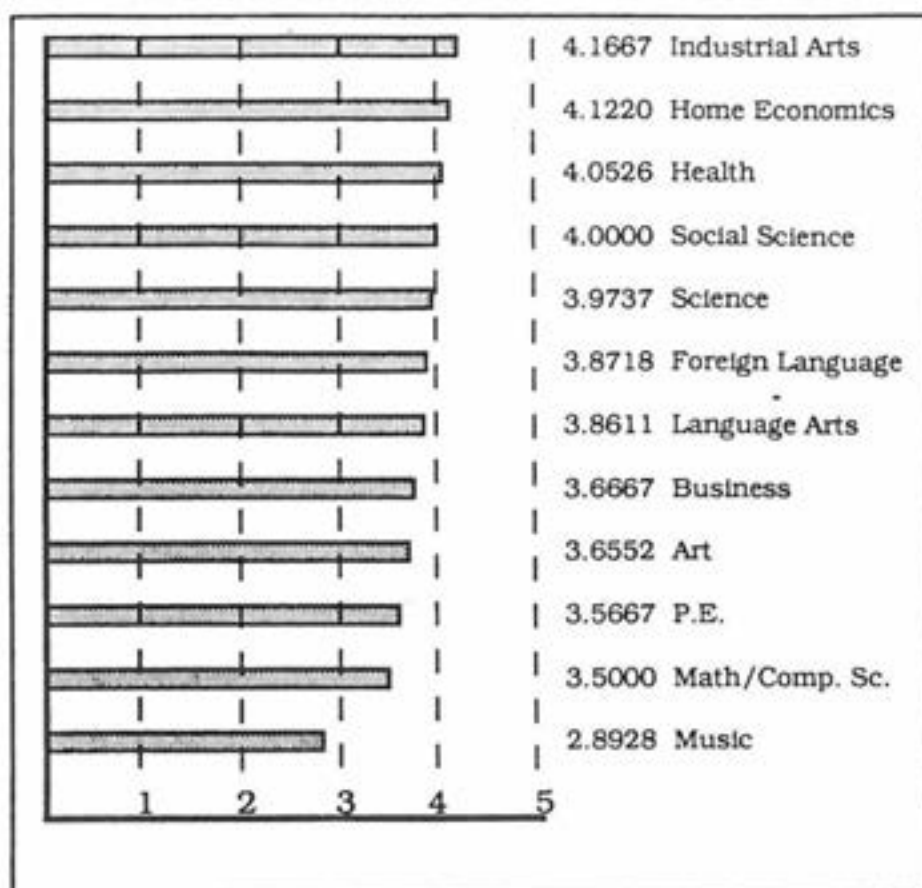 4.1667 Industrial Arts
4.1220 Home Economics
4.0526 Health
4.0000 Social Science
3.9737 Science
3.8718 Foreign Language
3.8611 Language Arts
3.6667 Business
3.6552 Art
3.5667 P.E.
3.5000 Math/Comp. Sc.
2.8928 Music
1 2 3 4 5